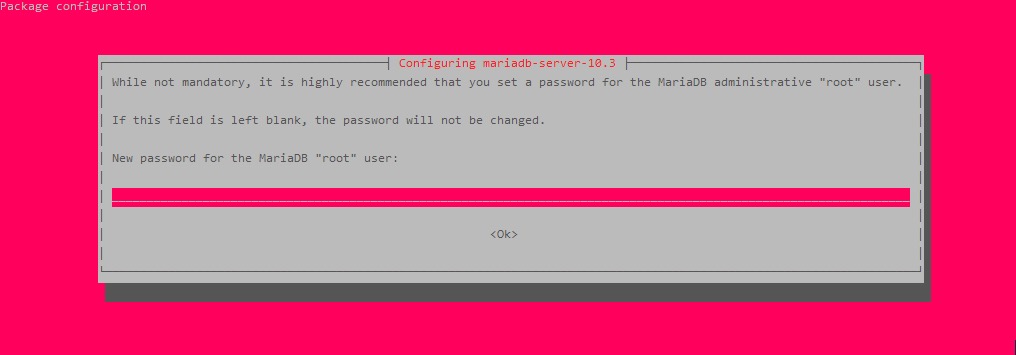 Package configuration
Configuring mariadb-server-10.3
While not mandatory, it is highly recommended that you set a password for the MariaDB administrative "root" user.
If this field is left blank, the password will not be changed.
New password for the MariaDB "root" user:
<Ok>